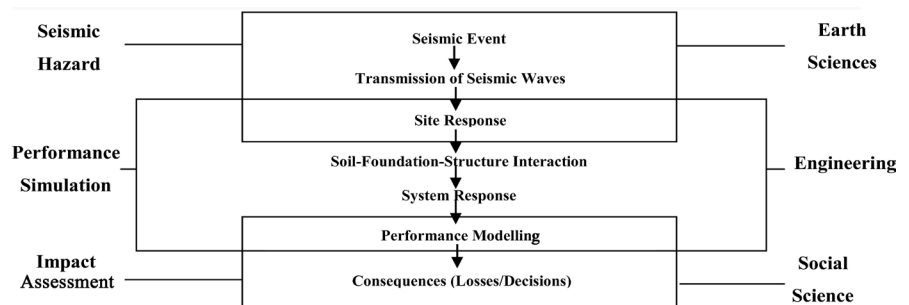 Seismic
Hazard
Seismic Event
Earth
Sciences
Transmission of Seismic Waves
Site Response
Performance
Simulation
Soil-Foundation-Structure Interaction
Engineering
System Response
Performance Modelling
Impact
Assessment
Consequences (Losses/Decisions)
Social
Science